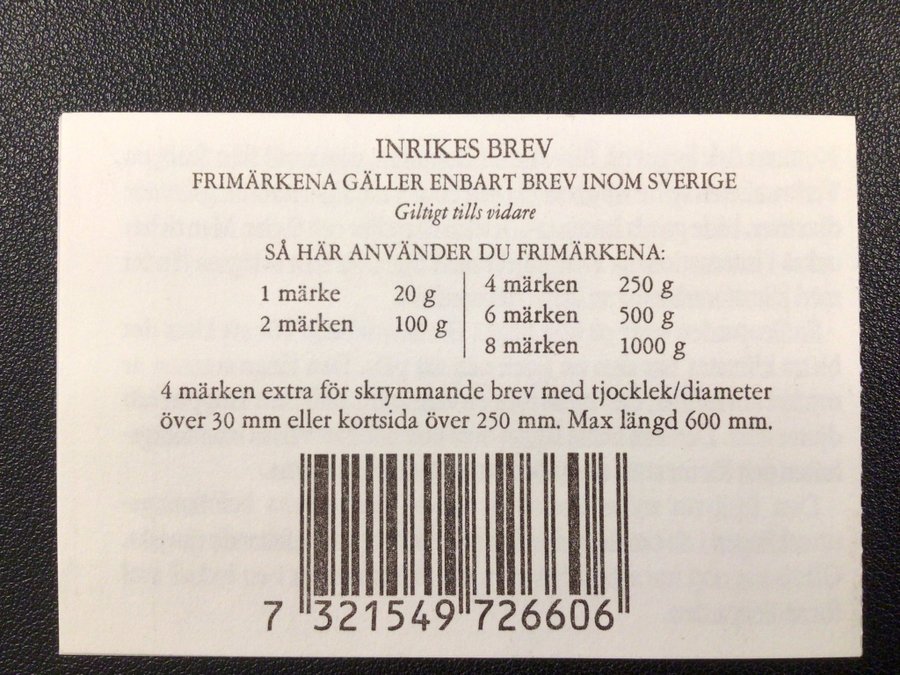 INRIKES BREV
FRIMÄRKENA GÄLLER ENBART BREV INOM SVERIGE
Giltigt tills vidare
SÅ HÄR ANVÄNDER DU FRIMÄRKENA:
1 märke 20 g
2 märken 100 g
4 märken 250 g
6 märken 500 g
8 märken 1000 g
4 märken extra för skrymmande brev med tjocklek/diameter
över 30 mm eller kortsida över 250 mm. Max längd 600 mm.
7 321549 726606